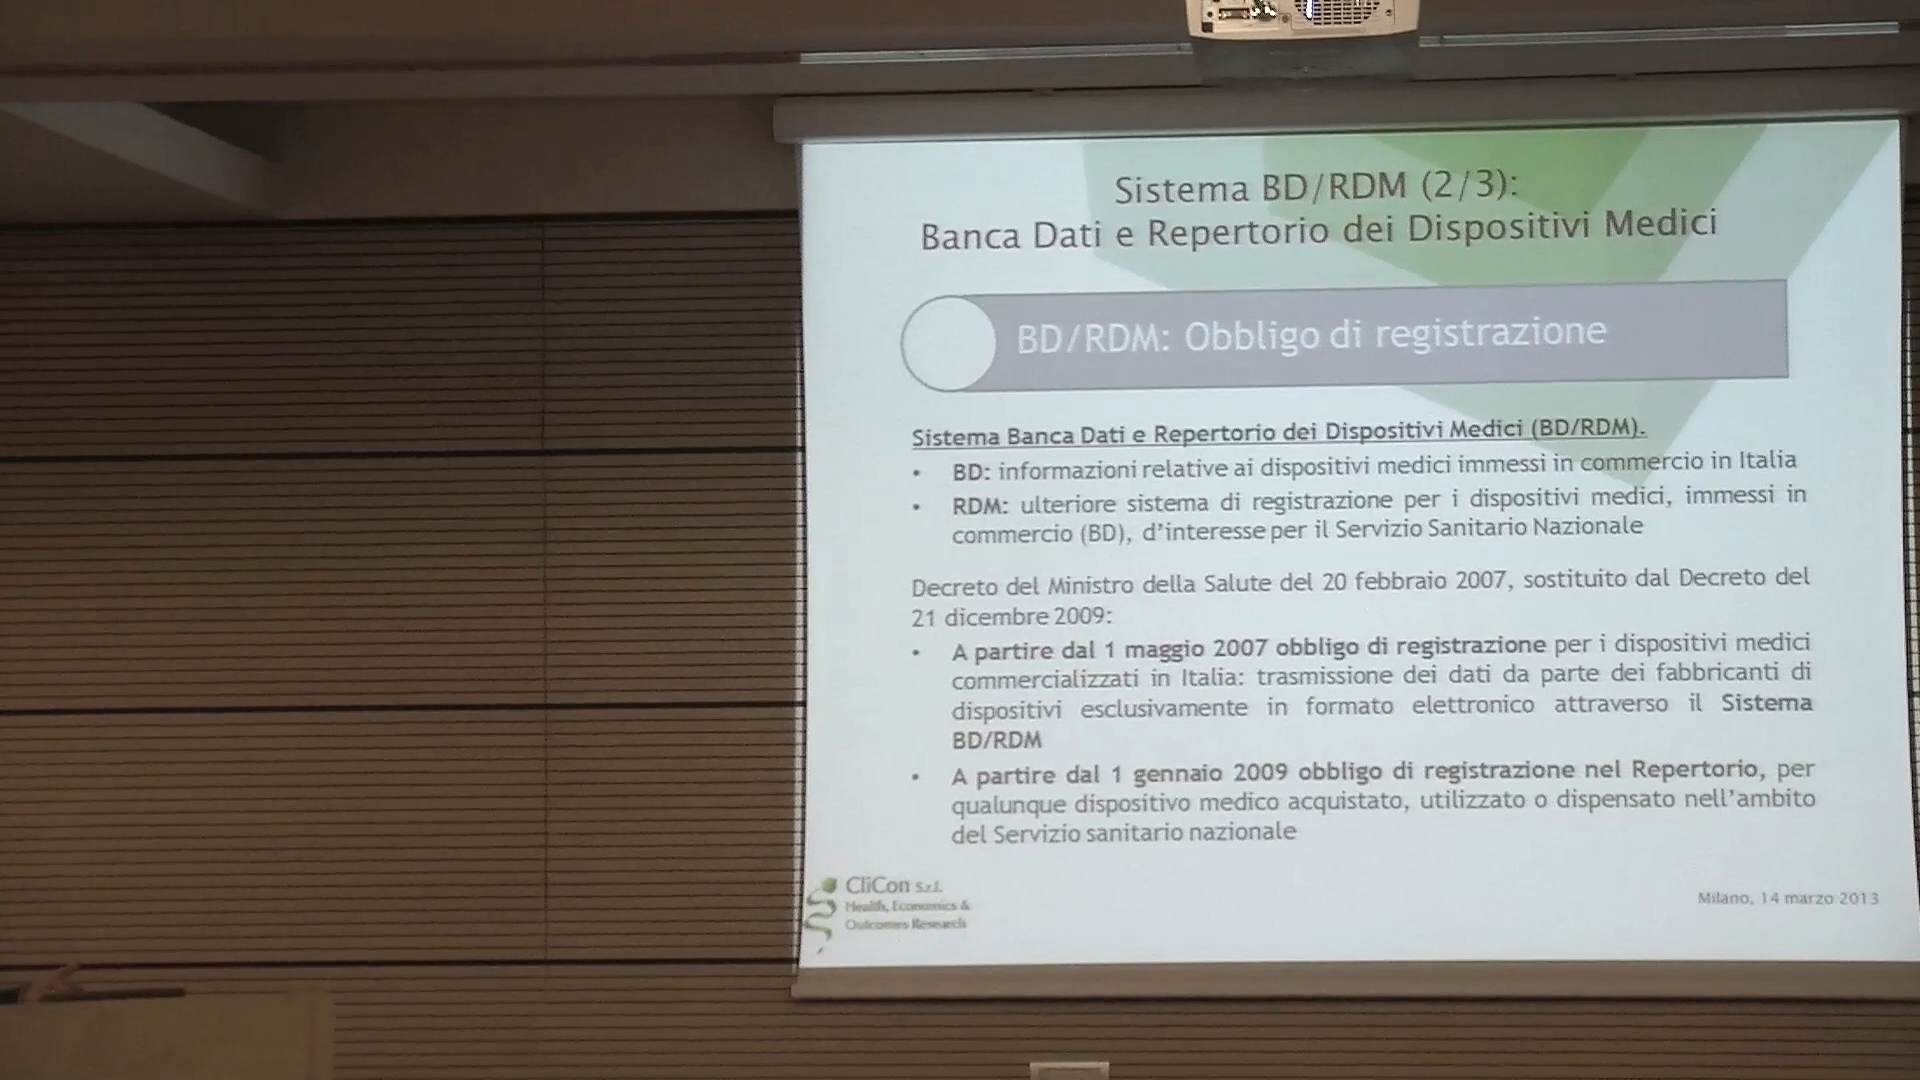 Sistema BD/RDM (2/3):
Banca Dati e Repertorio dei Dispositivi Medici
BD/RDM: Obbligo di registrazione
Sistema Banca Dati e Repertorio dei Dispositivi Medici (BD/RDM).
• BD: informazioni relative ai dispositivi medici immessi in commercio in Italia
• RDM: ulteriore sistema di registrazione per i dispositivi medici, immessi in
commercio (BD), d'interesse per il Servizio Sanitario Nazionale
Decreto del Ministro della Salute del 20 febbraio 2007, sostituito dal Decreto del
21 dicembre 2009:
• A partire dal 1 maggio 2007 obbligo di registrazione per i dispositivi medici
commercializzati in Italia: trasmissione dei dati da parte dei fabbricanti di
dispositivi esclusivamente in formato elettronico attraverso il Sistema
BD/RDM
• A partire dal 1 gennaio 2009 obbligo di registrazione nel Repertorio, per
qualunque dispositivo medico acquistato, utilizzato o dispensato nell'ambito
del Servizio sanitario nazionale
CliCon S.r.l.
Health, Economics &
Outcomes Research
Milano, 14 marzo 2013